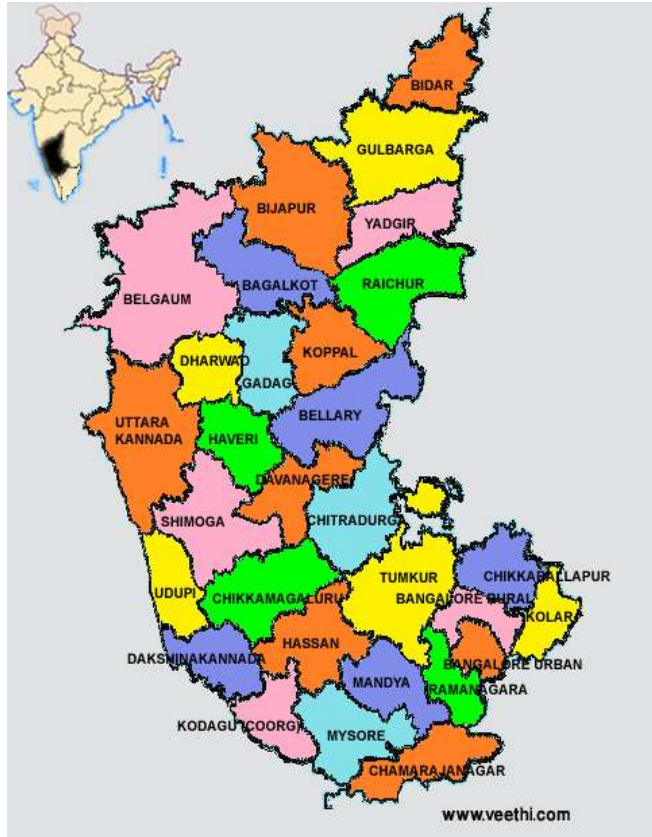 BIDAR
GULBARGA
BIJAPUR
YADGIR
BAGALKOT
RAICHUR
BELGAUM
KOPPAL
DHARWAD
GADAG
BELLARY
UTTARA
KANNADA
HAVERI
DAVANAGERE
SHIMOGA
CHITRADURGA
TUMKUR
CHIKKABALLAPUR
UDUPI
CHIKKAMAGALURU
BANGALORE RURAL
KOLAR
HASSAN
DAKSHINAKANNADA
BANGALORE URBAN
MANDYA
RAMANAGARA
KODAGU (COORG)
MYSORE
CHAMARAJANAGAR
www.veethi.com